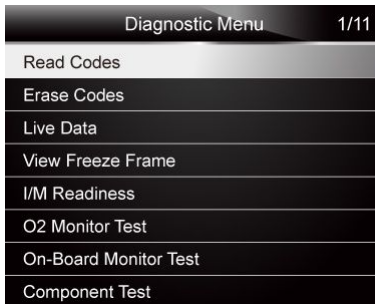 Diagnostic Menu 1/11
Read Codes
Erase Codes
Live Data
View Freeze Frame
I/M Readiness
O2 Monitor Test
On-Board Monitor Test
Component Test